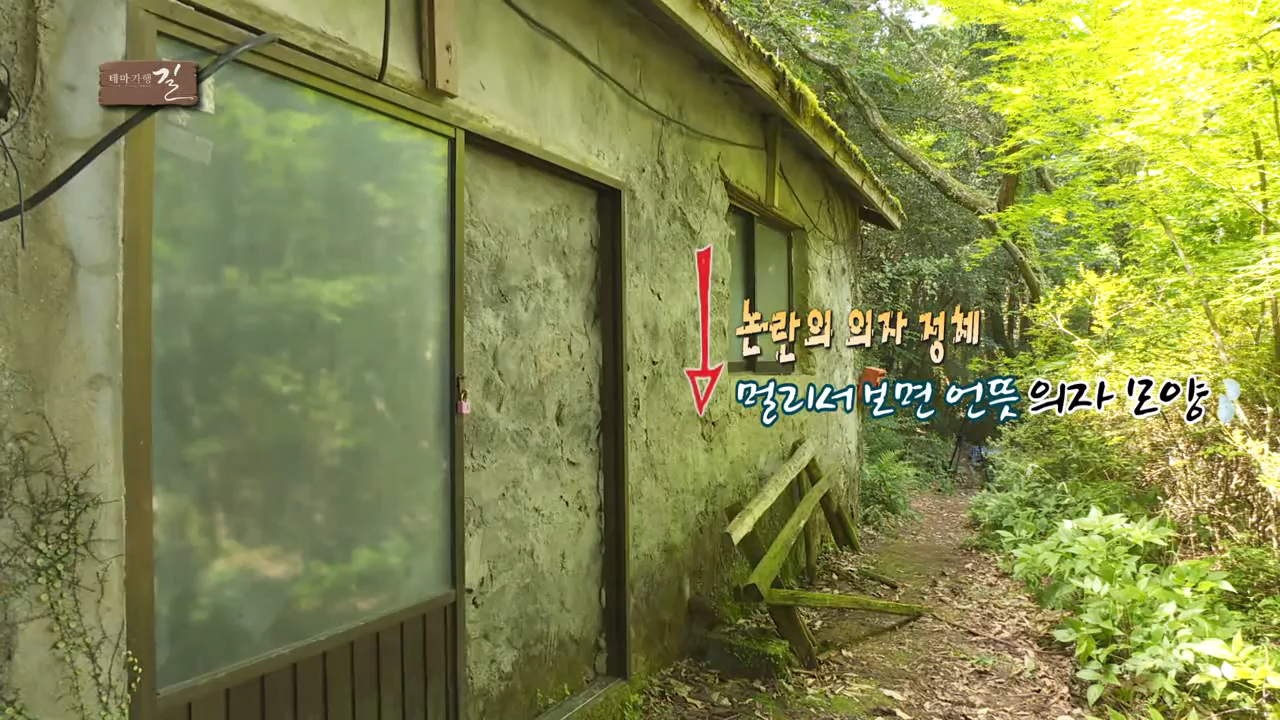 테마기행 길
논란의 의자 정체
멀리서 보면 언뜻 의자 모양